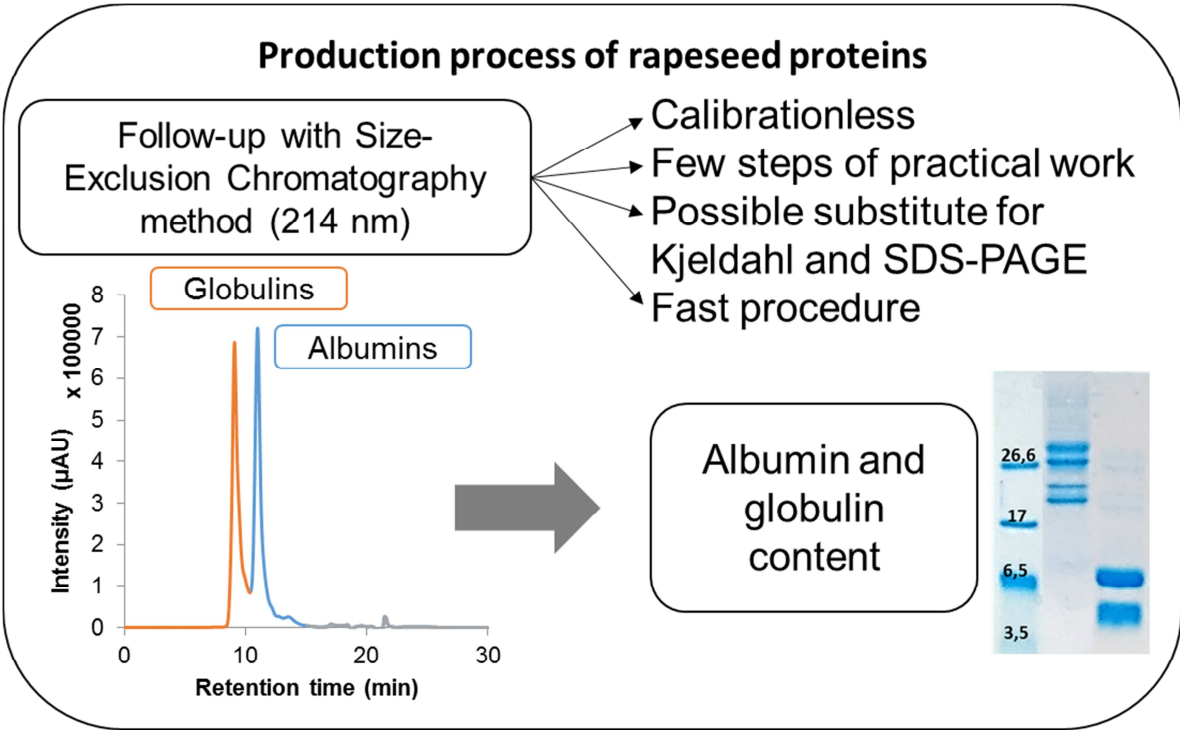 Production process of rapeseed proteins
Follow-up with Size-
Exclusion Chromatography
method (214 nm)
Calibrationless
Few steps of practical work
Possible substitute for
Kjeldahl and SDS-PAGE
Fast procedure
Globulins
Albumins
x 100000
Intensity (µAU)
8
7
6
5
4
3
2
1
0
0 10 20 30
Retention time (min)
Albumin and
globulin
content
26,6
17
6,5
3,5